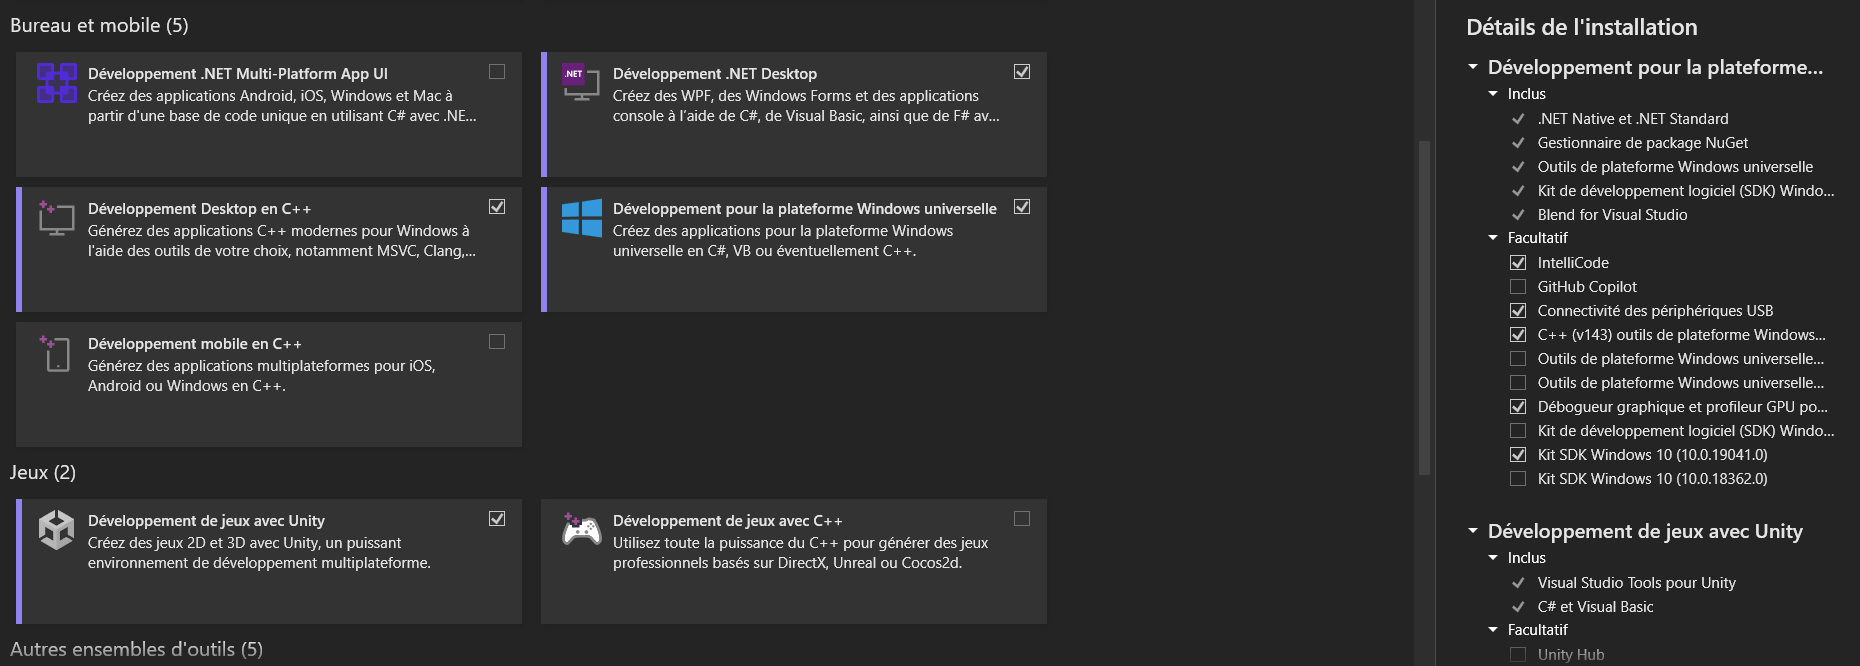 Bureau et mobile (5)
Développement .NET Multi-Platform App UI
Créez des applications Android, iOS, Windows et Mac à
partir d'une base de code unique en utilisant C# avec .NE...
.NET
Développement .NET Desktop
Créez des WPF, des Windows Forms et des applications
console à l'aide de C#, de Visual Basic, ainsi que de F# av...
Développement Desktop en C++
Générez des applications C++ modernes pour Windows à
l'aide des outils de votre choix, notamment MSVC, Clang,...
Développement pour la plateforme Windows universelle
Créez des applications pour la plateforme Windows
universelle en C#, VB ou éventuellement C++.
Développement mobile en C++
Générez des applications multiplateformes pour iOS,
Android ou Windows en C++.
Jeux (2)
Développement de jeux avec Unity
Créez des jeux 2D et 3D avec Unity, un puissant
environnement de développement multiplateforme.
Développement de jeux avec C++
Utilisez toute la puissance du C++ pour générer des jeux
professionnels basés sur DirectX, Unreal ou Cocos2d.
Autres ensembles d'outils (5)
Détails de l'installation
Développement pour la plateforme...
Inclus
.NET Native et .NET Standard
Gestionnaire de package NuGet
Outils de plateforme Windows universelle
Kit de développement logiciel (SDK) Windo...
Blend for Visual Studio
Facultatif
IntelliCode
GitHub Copilot
Connectivité des périphériques USB
C++ (v143) outils de plateforme Windows...
Outils de plateforme Windows universelle...
Outils de plateforme Windows universelle...
Débogueur graphique et profileur GPU po...
Kit de développement logiciel (SDK) Windo...
Kit SDK Windows 10 (10.0.19041.0)
Kit SDK Windows 10 (10.0.18362.0)
Développement de jeux avec Unity
Inclus
Visual Studio Tools pour Unity
C# et Visual Basic
Facultatif
Unity Hub